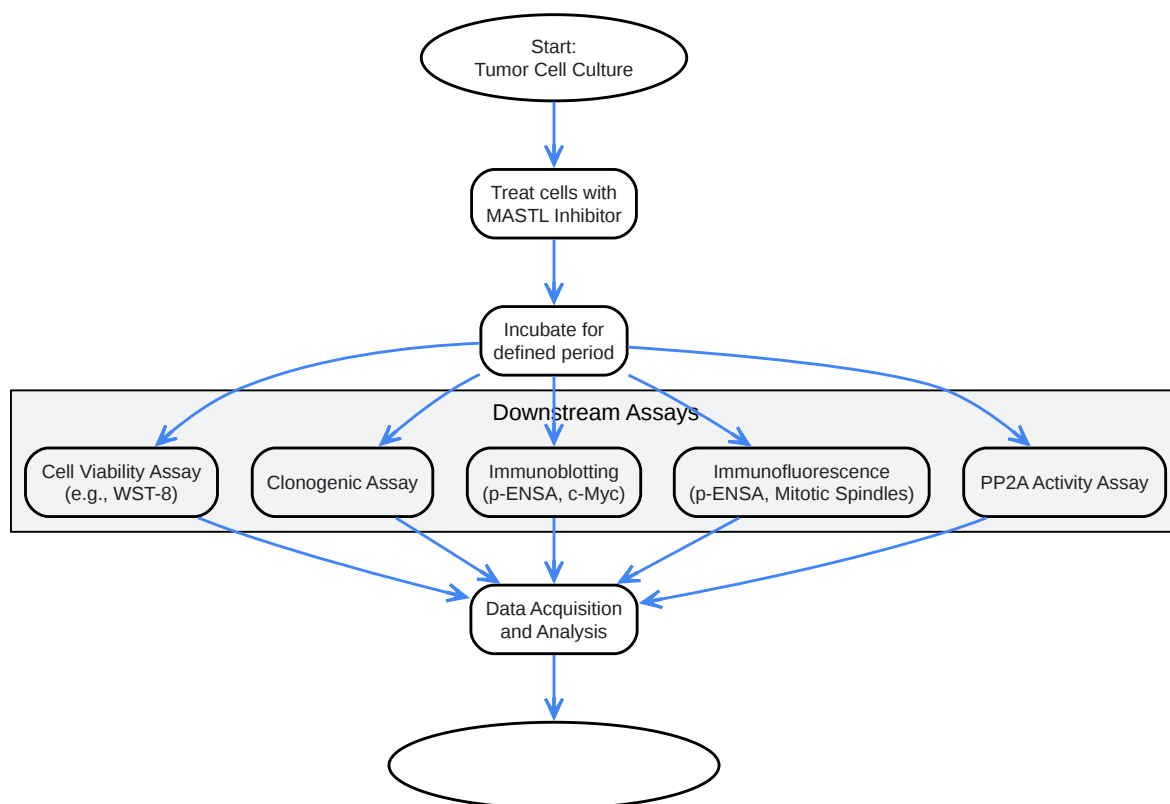 Start:
Tumor Cell Culture
Treat cells with
MASTL Inhibitor
Incubate for
defined period
Downstream Assays
Cell Viability Assay
(e.g., WST-8)
Clonogenic Assay
Immunoblotting
(p-ENSA, c-Myc)
Immunofluorescence
(p-ENSA, Mitotic Spindles)
PP2A Activity Assay
Data Acquisition
and Analysis